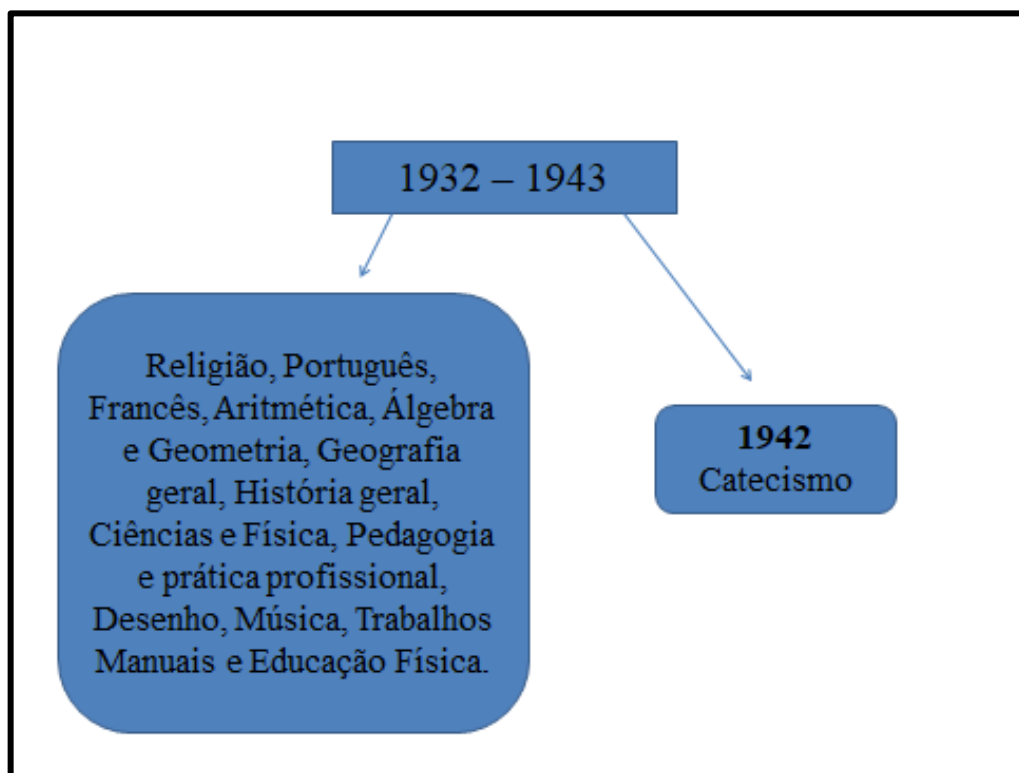 1932 – 1943
Religião, Português,
Francês, Aritmética, Álgebra
e Geometria, Geografia
geral, História geral,
Ciências e Física, Pedagogia
e prática profissional,
Desenho, Música, Trabalhos
Manuais e Educação Física.
1942
Catecismo